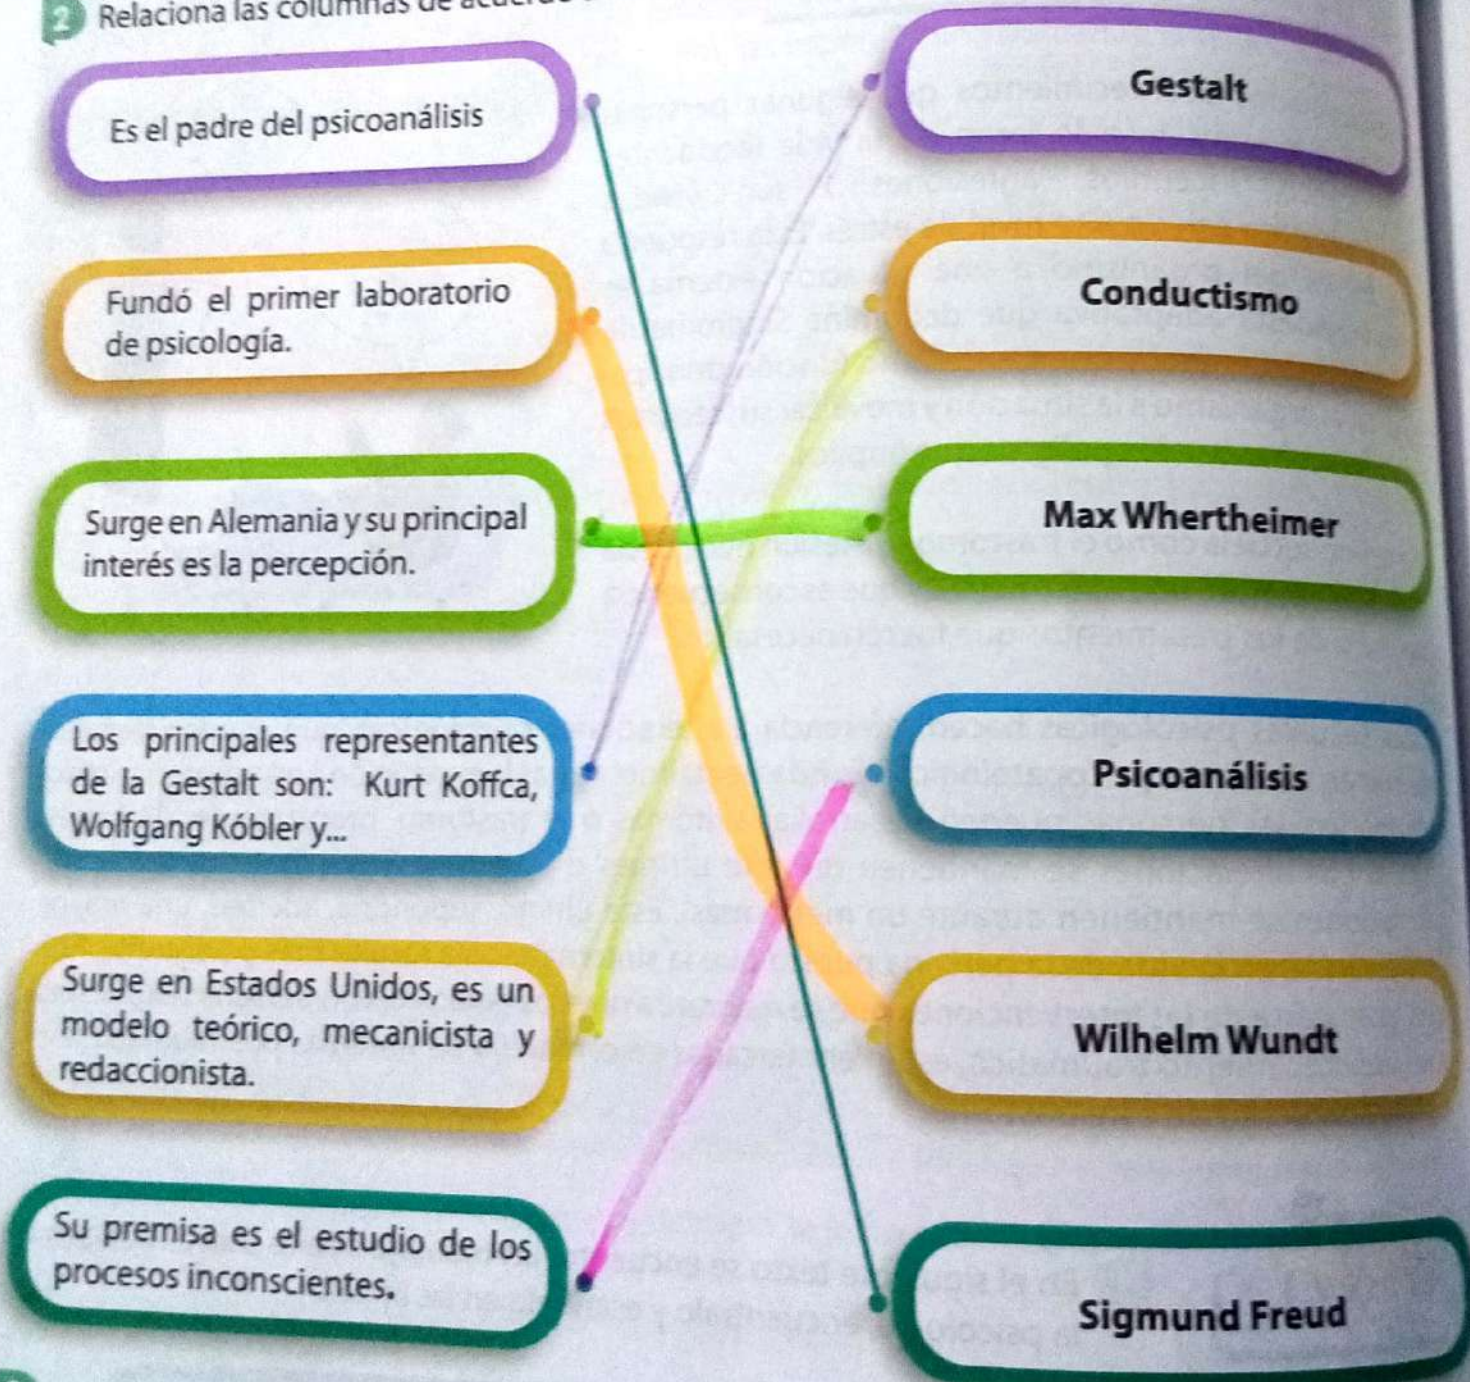 2 Relaciona las columnas de
Es el padre del psicoanálisis
Gestalt
Fundó el primer laboratorio
de psicología.
Conductismo
Surge en Alemania y su principal
interés es la percepción.
Max Whertheimer
Los principales representantes
de la Gestalt son: Kurt Koffca,
Wolfgang Kóbler y...
Psicoanálisis
Surge en Estados Unidos, es un
modelo teórico, mecanicista y
redaccionista.
Wilhelm Wundt
Su premisa es el estudio de los
procesos inconscientes.
Sigmund Freud